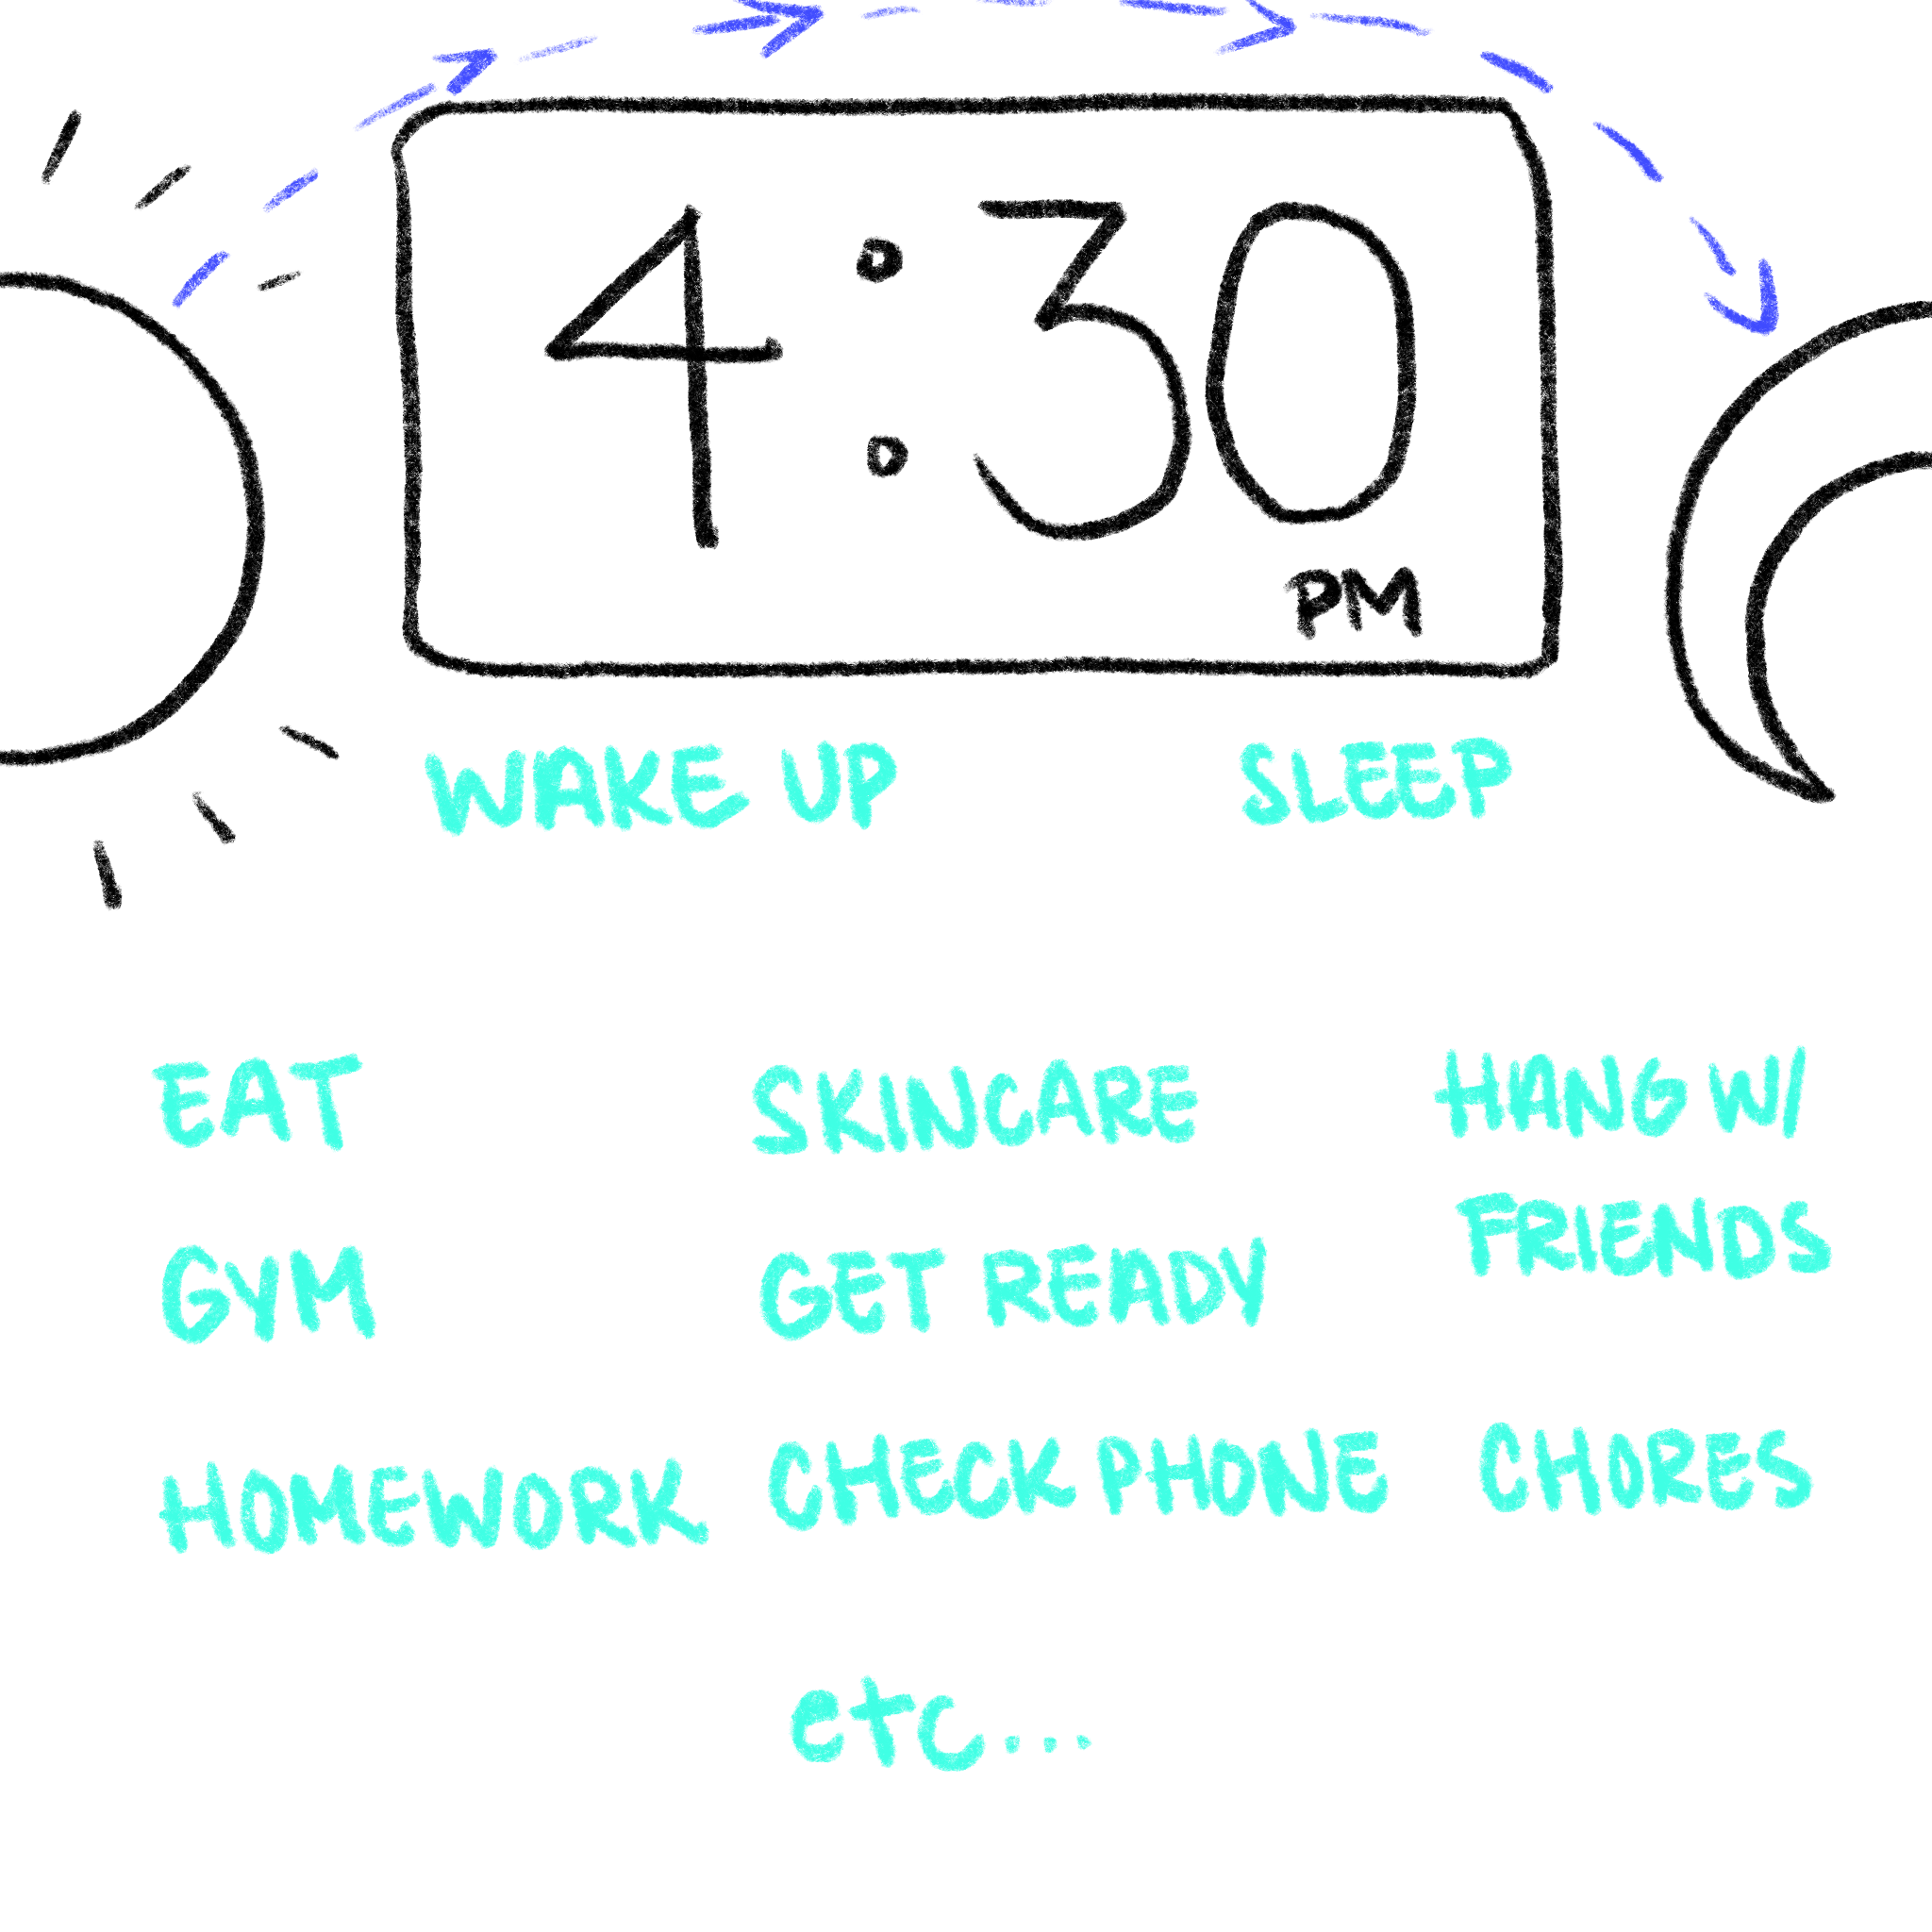 4:30
PM
WAKE UP SLEEP
EAT SKINCARE HANG W/
FRIENDS
GYM GET READY
HOMEWORK CHECK PHONE CHORES
etc...